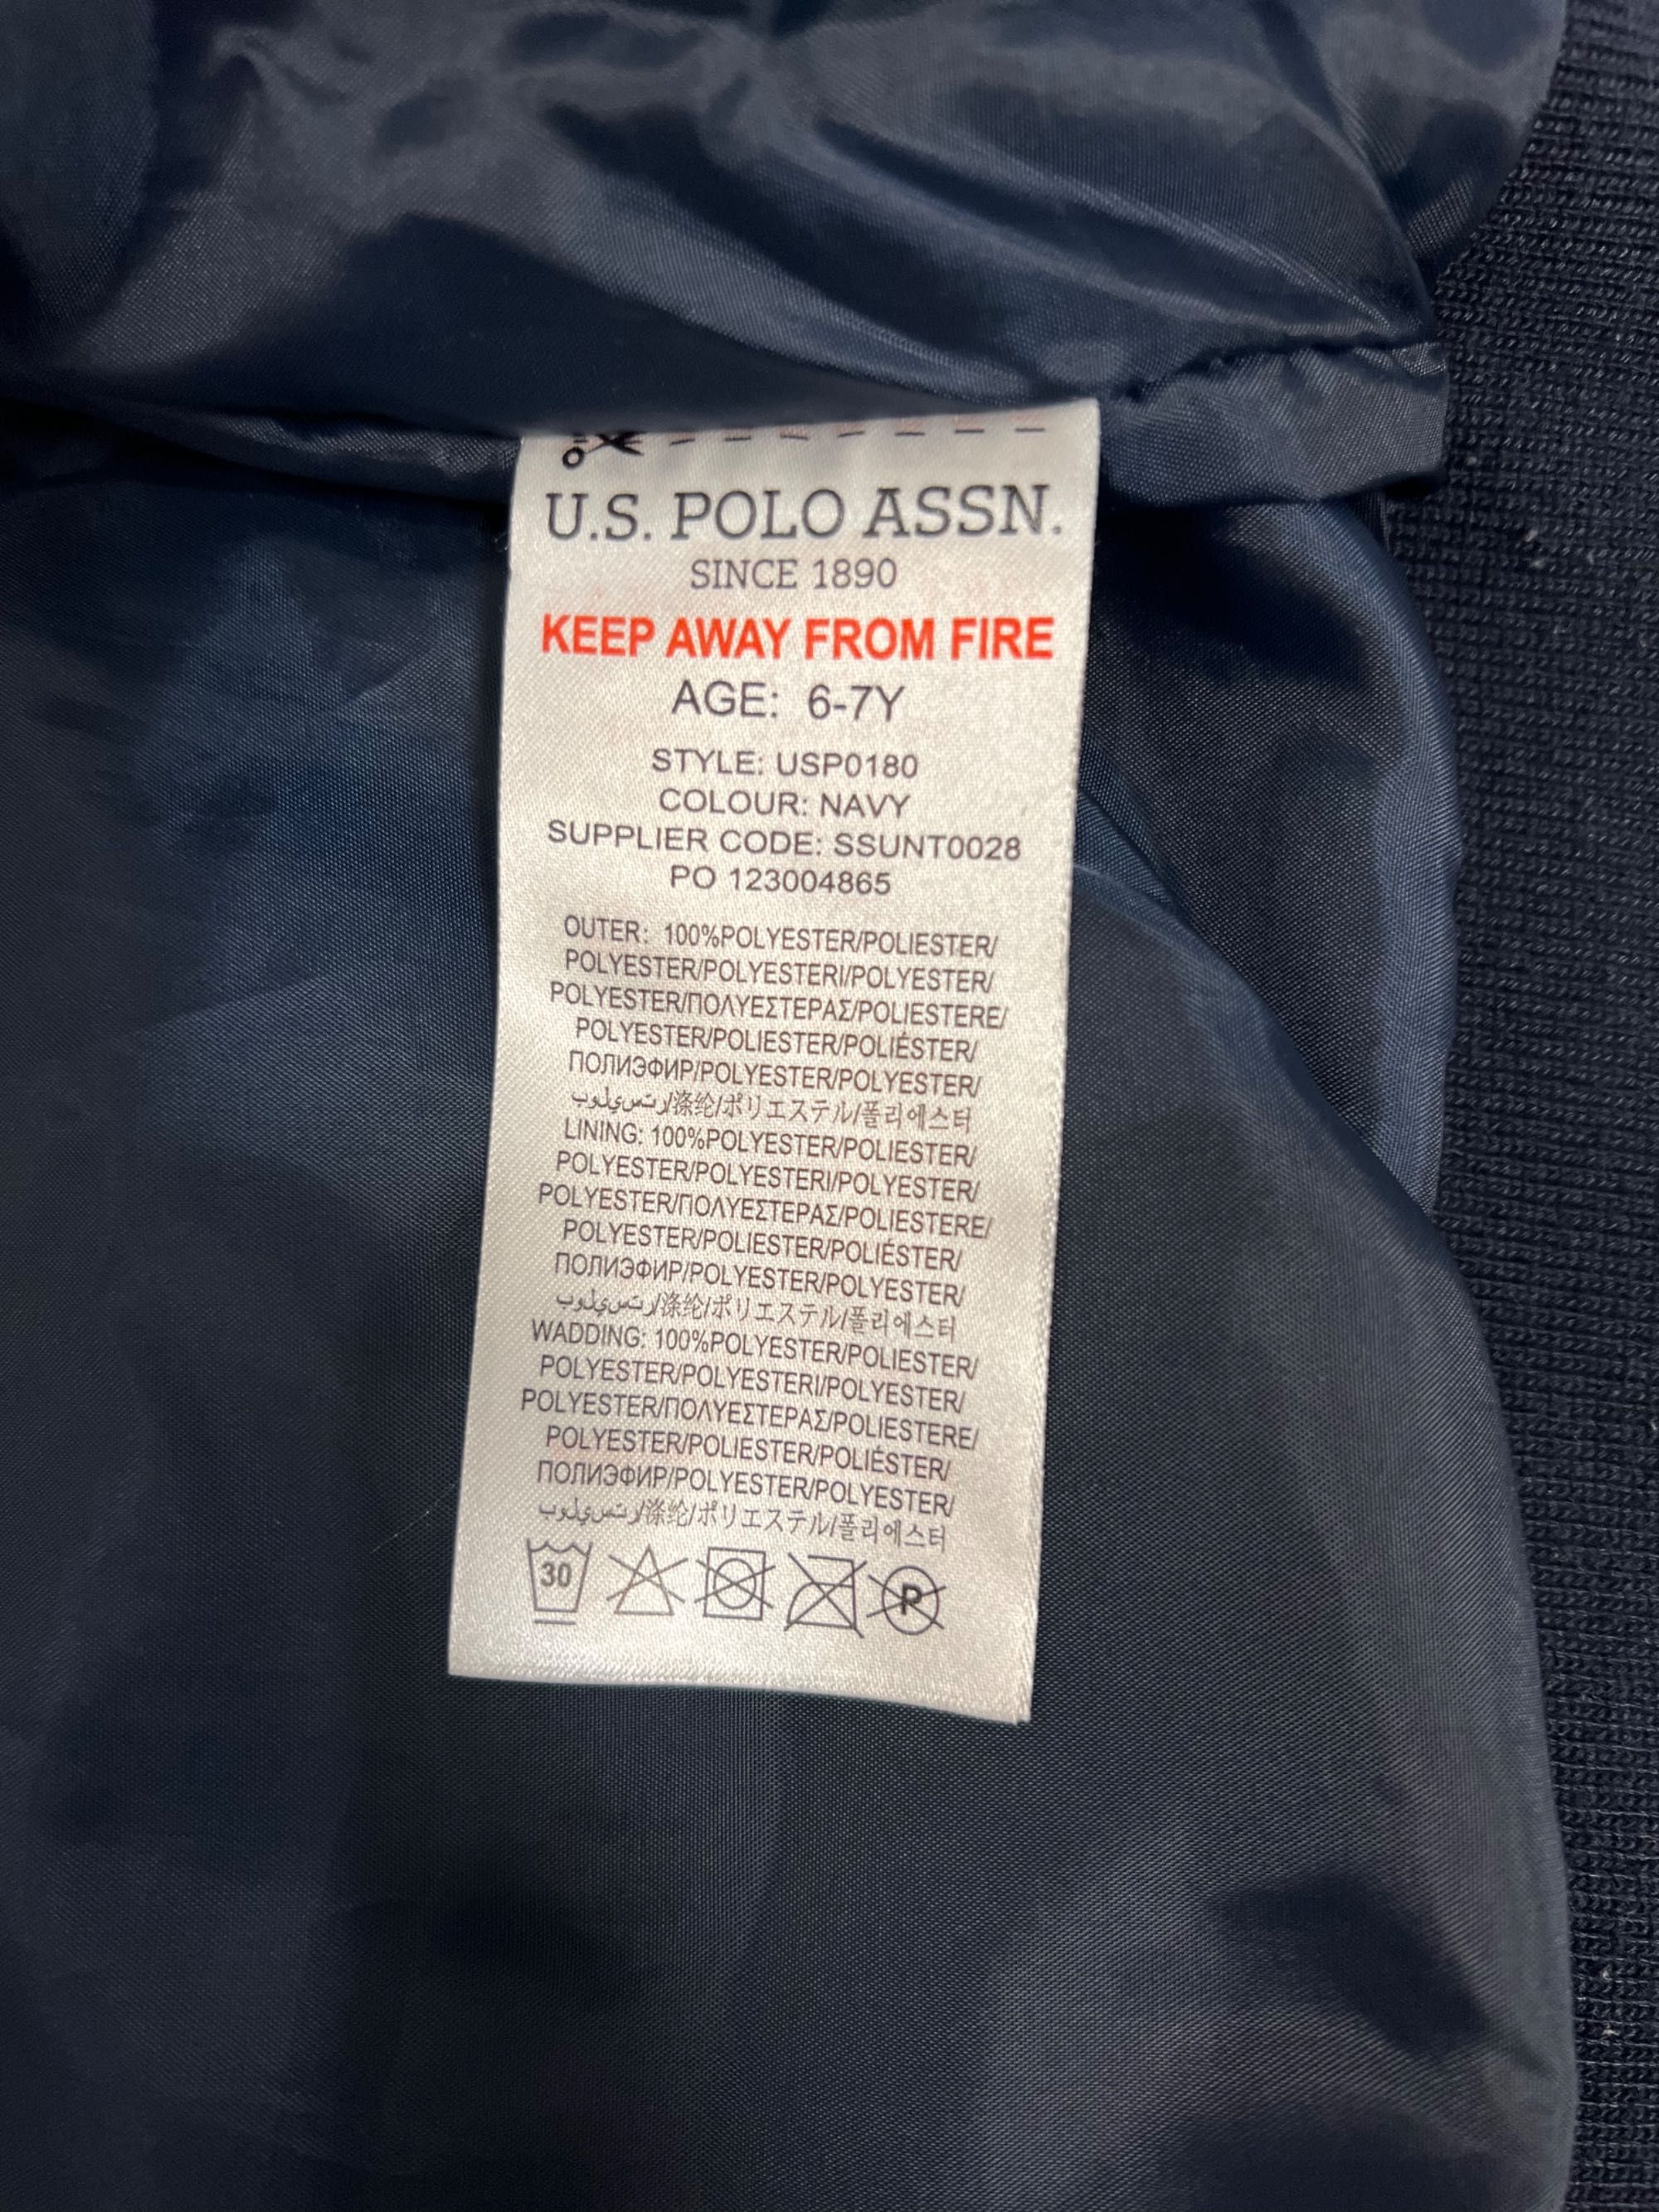 U.S. POLO ASSN.
SINCE 1890
KEEP AWAY FROM FIRE
AGE: 6-7Y
STYLE: USP0180
COLOUR: NAVY
SUPPLIER CODE: SSUNT0028
PO 123004865
OUTER: 100%POLYESTER/POLIESTER/
POLYESTER/POLYESTERI/POLYESTER/
POLYESTER/ΠΟΛΥΕΣΤΕΡΑΣ/POLIESTERE/
POLYESTER/POLIESTER/POLIÉSTER/
ПОЛИЭФИР/POLYESTER/POLYESTER/
بوليستر/涤纶/ポリエステル/폴리에스터
LINING: 100%POLYESTER/POLIESTER/
POLYESTER/POLYESTERI/POLYESTER/
POLYESTER/ΠΟΛΥΕΣΤΕΡΑΣ/POLIESTERE/
POLYESTER/POLIESTER/POLIÉSTER/
ПОЛИЭФИР/POLYESTER/POLYESTER/
بوليستر/涤纶/ポリエステル/폴리에스터
WADDING: 100%POLYESTER/POLIESTER/
POLYESTER/POLYESTERI/POLYESTER/
POLYESTER/ΠΟΛΥΕΣΤΕΡΑΣ/POLIESTERE/
POLYESTER/POLIESTER/POLIÉSTER/
ПОЛИЭФИР/POLYESTER/POLYESTER/
بوليستر/涤纶/ポリエステル/폴리에스터
30 P